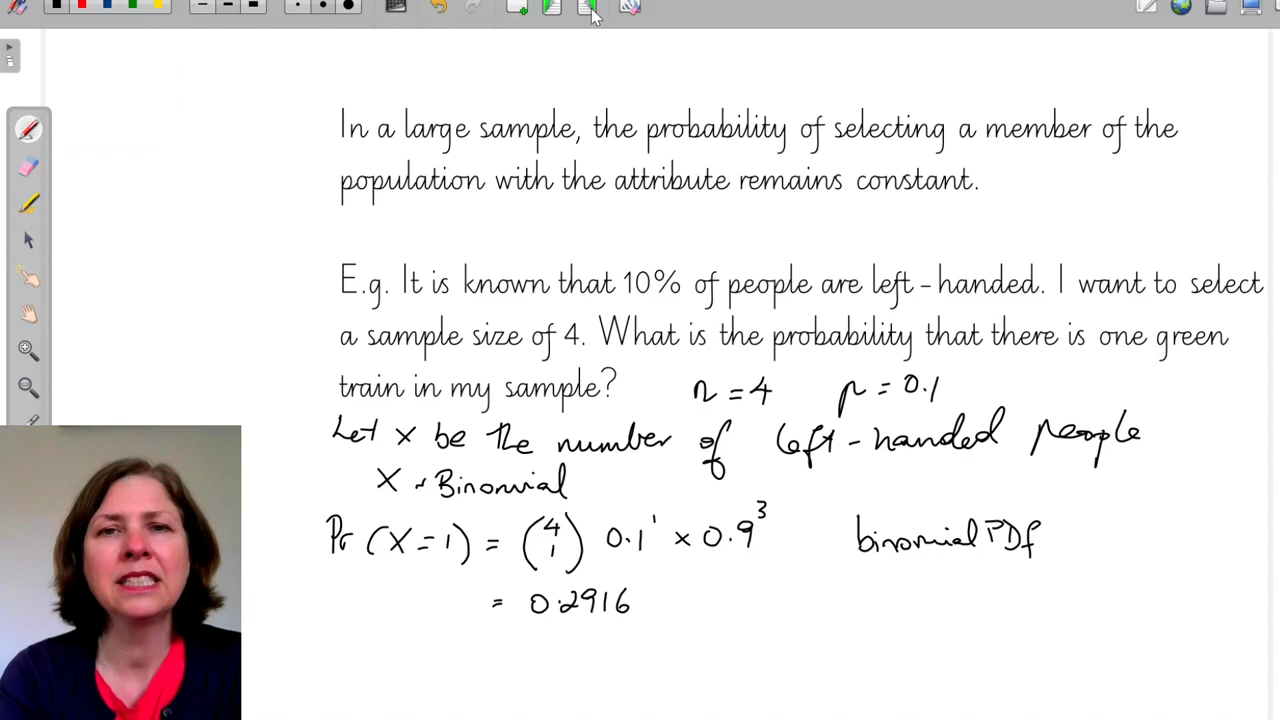 In a large sample, the probability of selecting a member of the
population with the attribute remains constant.
E.g. It is known that 10% of people are left-handed. I want to select
a sample size of 4. What is the probability that there is one green
train in my sample? n = 4 p = 0.1
Let X be the number of left-handed people
X ~ Binomial
Pr (X = 1) = (4 1) 0.1¹ × 0.9³ binomial PDf
= 0.2916